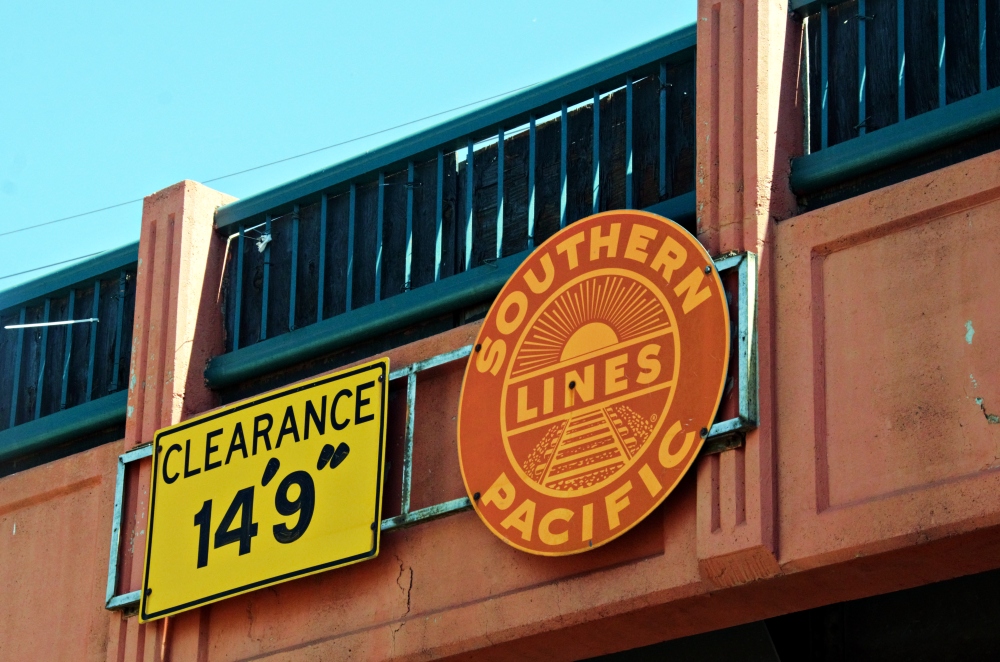 CLEARANCE
14'9"
SOUTHERN
LINES
PACIFIC
®